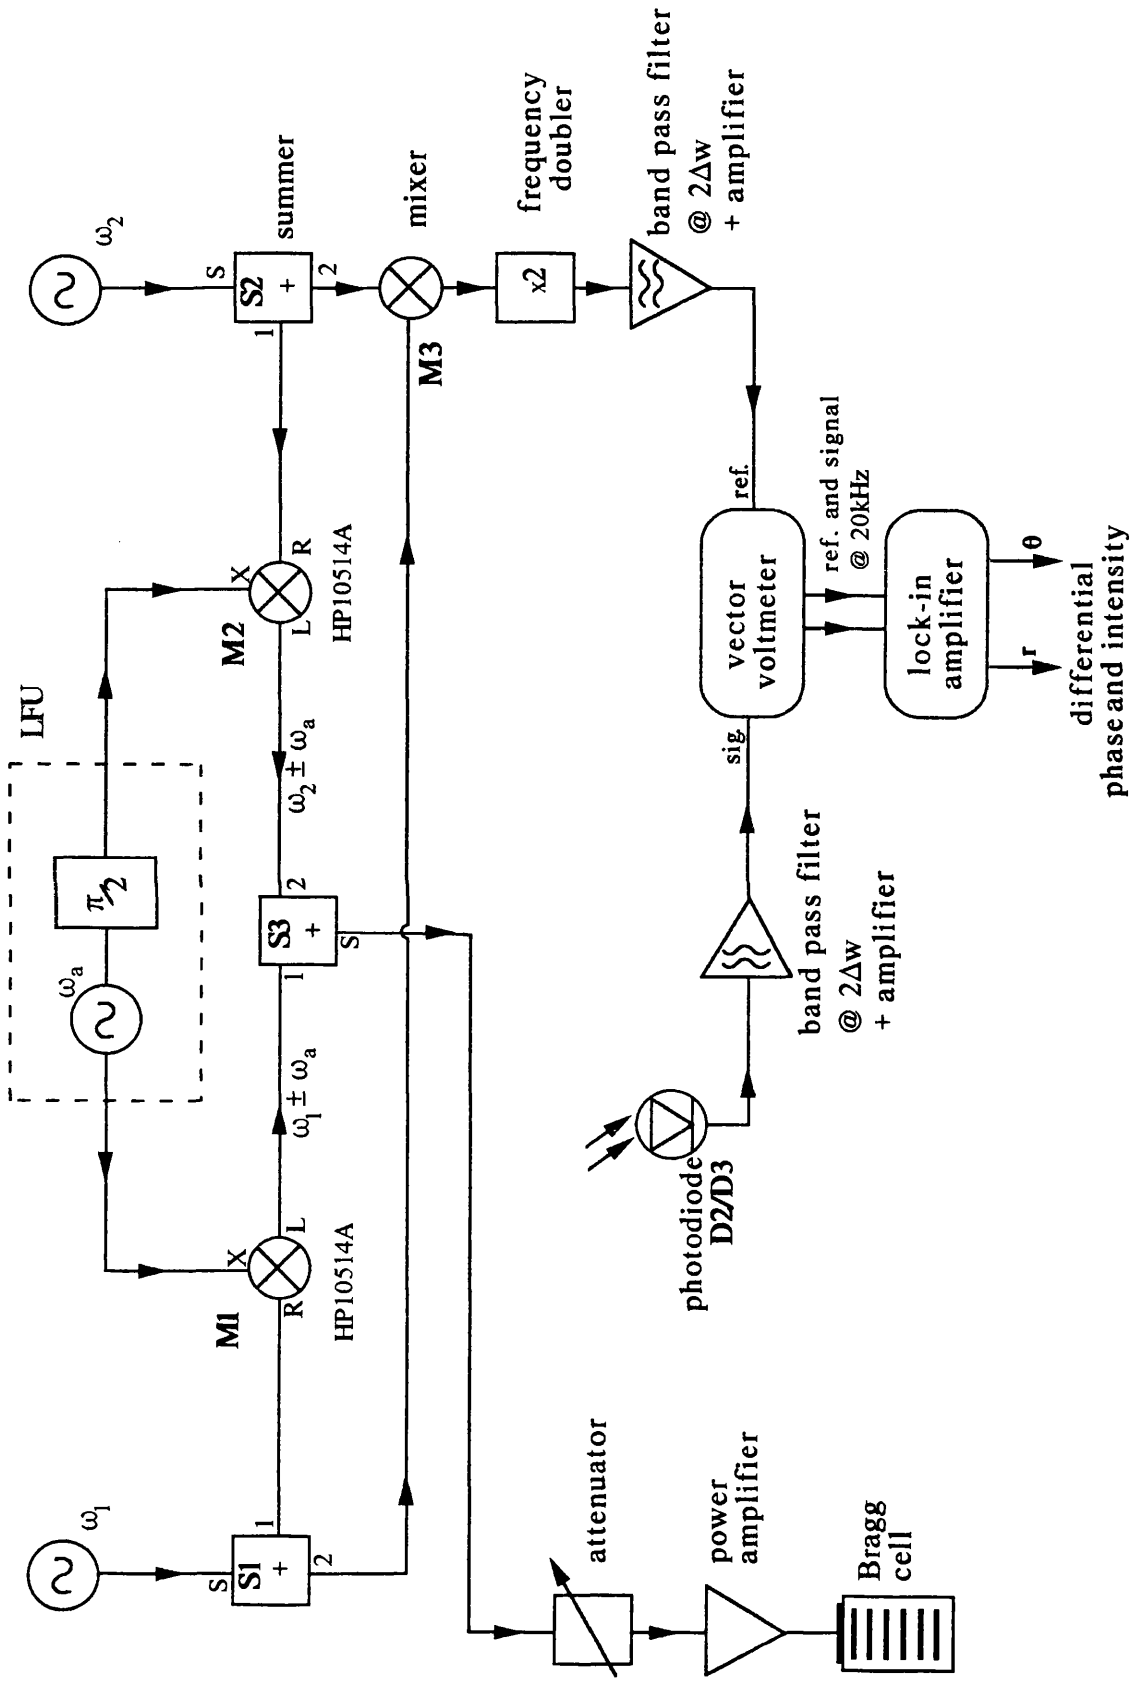 LFU
ω₁
ωₐ
π/2
ω₂
S
S1
+
1
2
M1
X
R
L
HP10514A
ω₁ ± ωₐ
1
S3
+
2
S
ω₂ ± ωₐ
M2
X
L
R
HP10514A
S
S2
+
1
2
summer
M3
mixer
x2
frequency
doubler
band pass filter
@ 2Δw
+ amplifier
attenuator
power
amplifier
Bragg
cell
photodiode
D2/D3
band pass filter
@ 2Δw
+ amplifier
sig.
ref.
vector
voltmeter
ref. and signal
@ 20kHz
lock-in
amplifier
r
θ
differential
phase and intensity